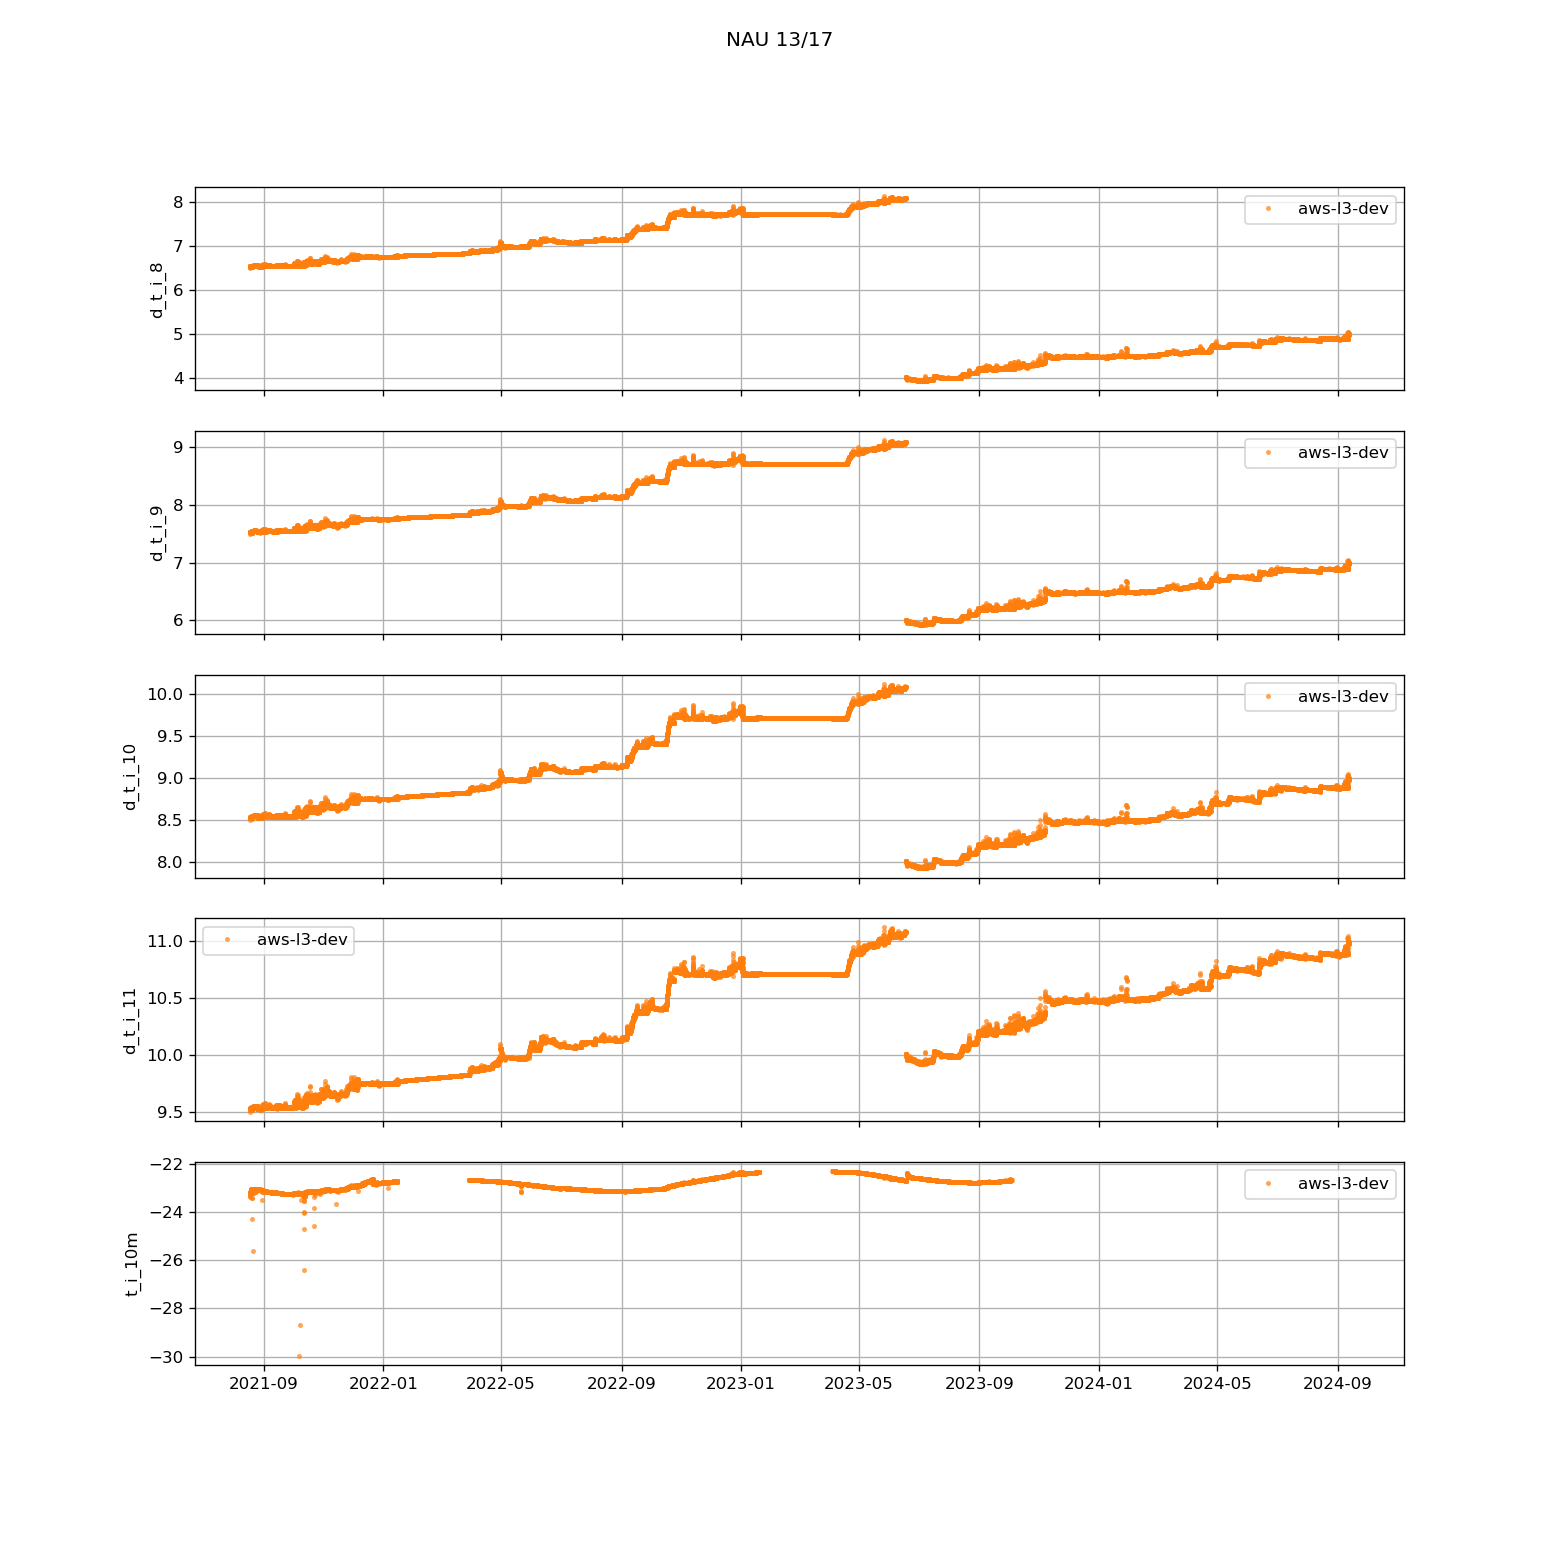 NAU 13/17
8
7
6
5
4
d_t_i_8
aws-l3-dev
9
8
7
6
d_t_i_9
aws-l3-dev
10.0
9.5
9.0
8.5
8.0
d_t_i_10
aws-l3-dev
11.0
10.5
10.0
9.5
d_t_i_11
aws-l3-dev
−22
−24
−26
−28
−30
t_i_10m
aws-l3-dev
2021-09 2022-01 2022-05 2022-09 2023-01 2023-05 2023-09 2024-01 2024-05 2024-09